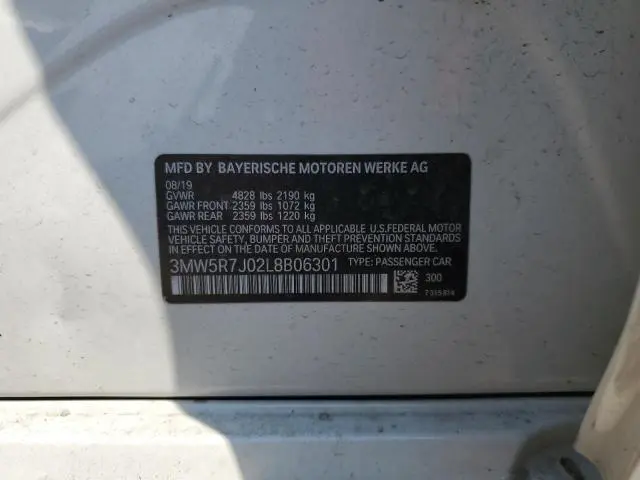 MFD BY BAYERISCHE MOTOREN WERKE AG
08/19
GVWR 4828 lbs 2190 kg
GAWR FRONT 2359 lbs 1072 kg
GAWR REAR 2359 lbs 1220 kg
THIS VEHICLE CONFORMS TO ALL APPLICABLE U.S.FEDERAL MOTOR
VEHICLE SAFETY, BUMPER, AND THEFT PREVENTION STANDARDS
IN EFFECT ON THE DATE OF MANUFACTURE SHOWN ABOVE.
3MW5R7J02L8B06301 TYPE: PASSENGER CAR
300
7315814